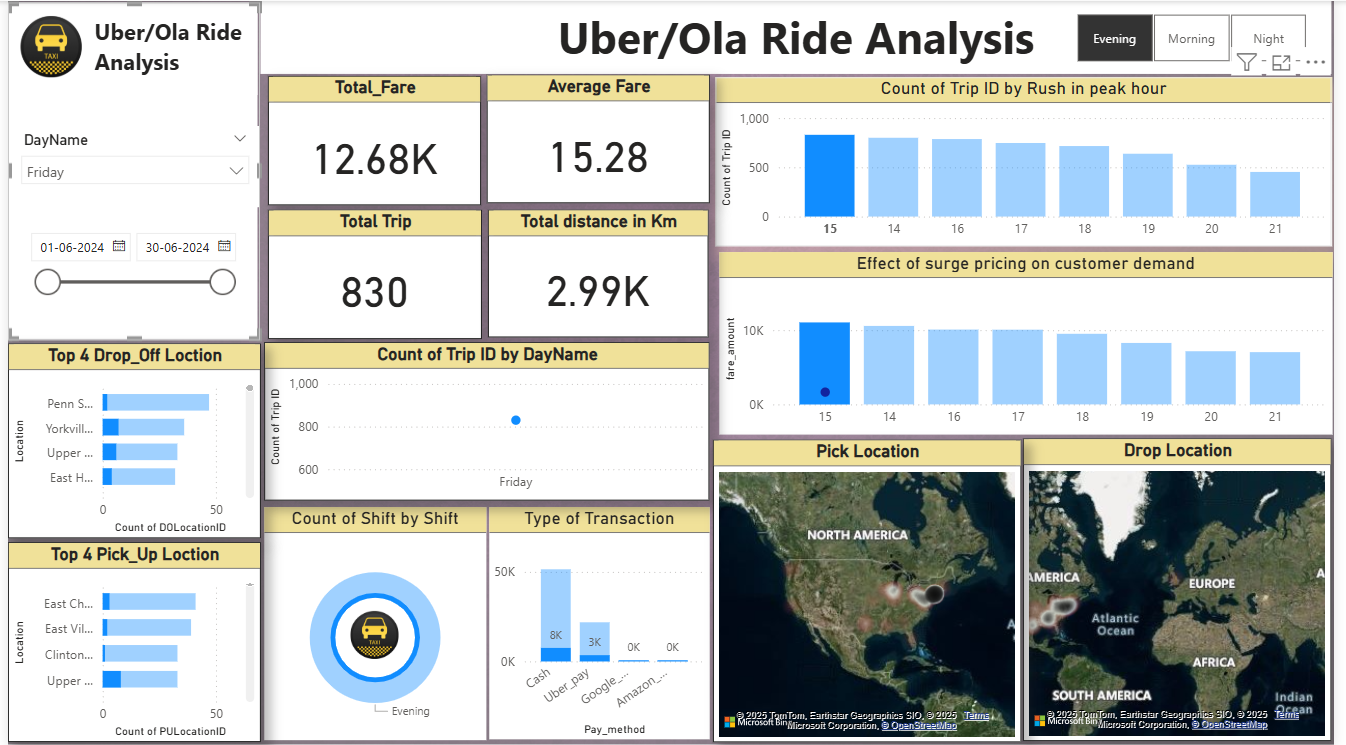 TAXI
Uber/Ola Ride
Analysis
Uber/Ola Ride Analysis
Evening
Morning
Night
DayName
Friday
01-06-2024
30-06-2024
Total_Fare
12.68K
Average Fare
15.28
Total Trip
830
Total distance in Km
2.99K
Count of Trip ID by Rush in peak hour
Count of Trip ID
1,000
500
0
15 14 16 17 18 19 20 21
Effect of surge pricing on customer demand
fare_amount
10K
0K
15 14 16 17 18 19 20 21
Top 4 Drop_Off Loction
Location
Penn S...
Yorkvill...
Upper ...
East H...
0 50
Count of DOLocationID
Count of Trip ID by DayName
Count of Trip ID
1,000
800
600
Friday
Top 4 Pick_Up Loction
Location
East Ch...
East Vil...
Clinton...
Upper ...
0 50
Count of PULocationID
Count of Shift by Shift
TAXI
Evening
Type of Transaction
50K
0K
8K
3K
0K
0K
Cash
Uber_pay
Google_...
Amazon_...
Pay_method
Pick Location
NORTH AMERICA
A
© 2025 TomTom, Earthstar Geographics SIO, © 2025 Terms
Microsoft Bing
Microsoft Corporation, © OpenStreetMap
Drop Location
AMERICA
EUROPE
A
Atlantic
Ocean
AFRICA
SOUTH AMERICA
Indian
Ocean
© 2025 TomTom, Earthstar Geographics SIO, © 2025 Terms
Microsoft Bing
Microsoft Corporation, © OpenStreetMap